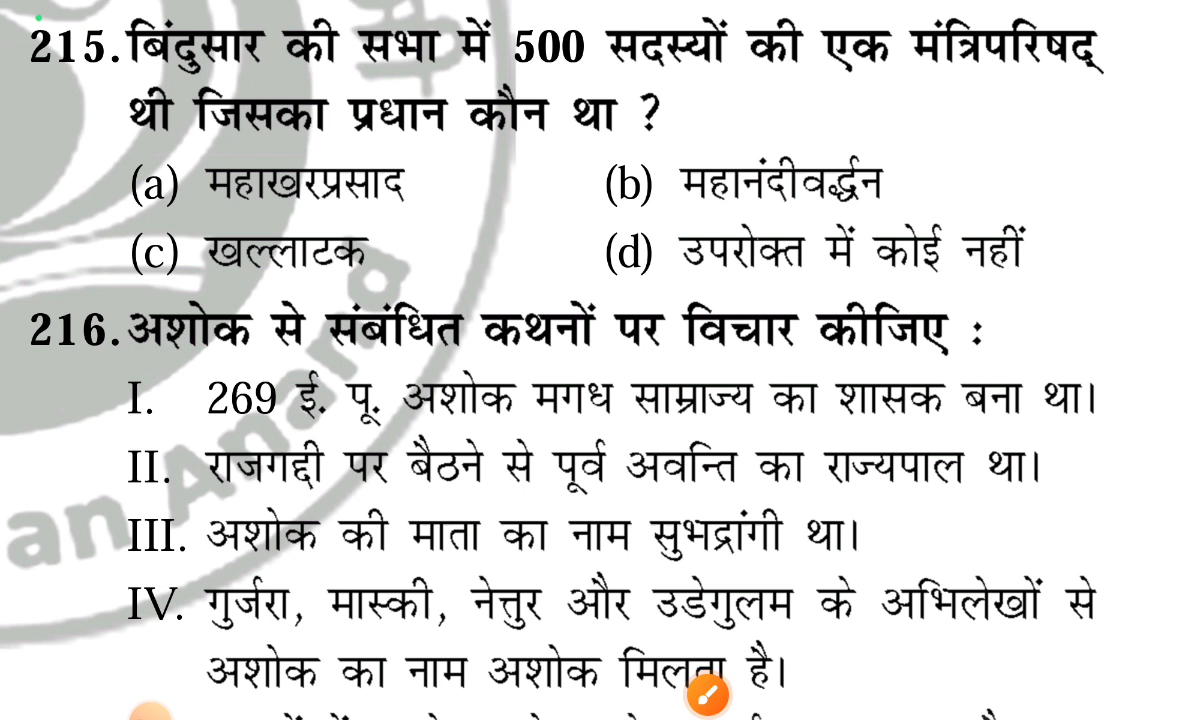 215. बिंदुसार की सभा में 500 सदस्यों की एक मंत्रिपरिषद्
थी जिसका प्रधान कौन था ?
(a) महाखरप्रसाद (b) महानंदीवर्द्धन
(c) खल्लाटक (d) उपरोक्त में कोई नहीं
216. अशोक से संबंधित कथनों पर विचार कीजिए :
I. 269 ई. पू. अशोक मगध साम्राज्य का शासक बना था।
II. राजगद्दी पर बैठने से पूर्व अवन्ति का राज्यपाल था।
III. अशोक की माता का नाम सुभद्रांगी था।
IV. गुर्जरा, मास्की, नेत्तुर और उडेगुलम के अभिलेखों से
अशोक का नाम अशोक मिलता है।
an Anand